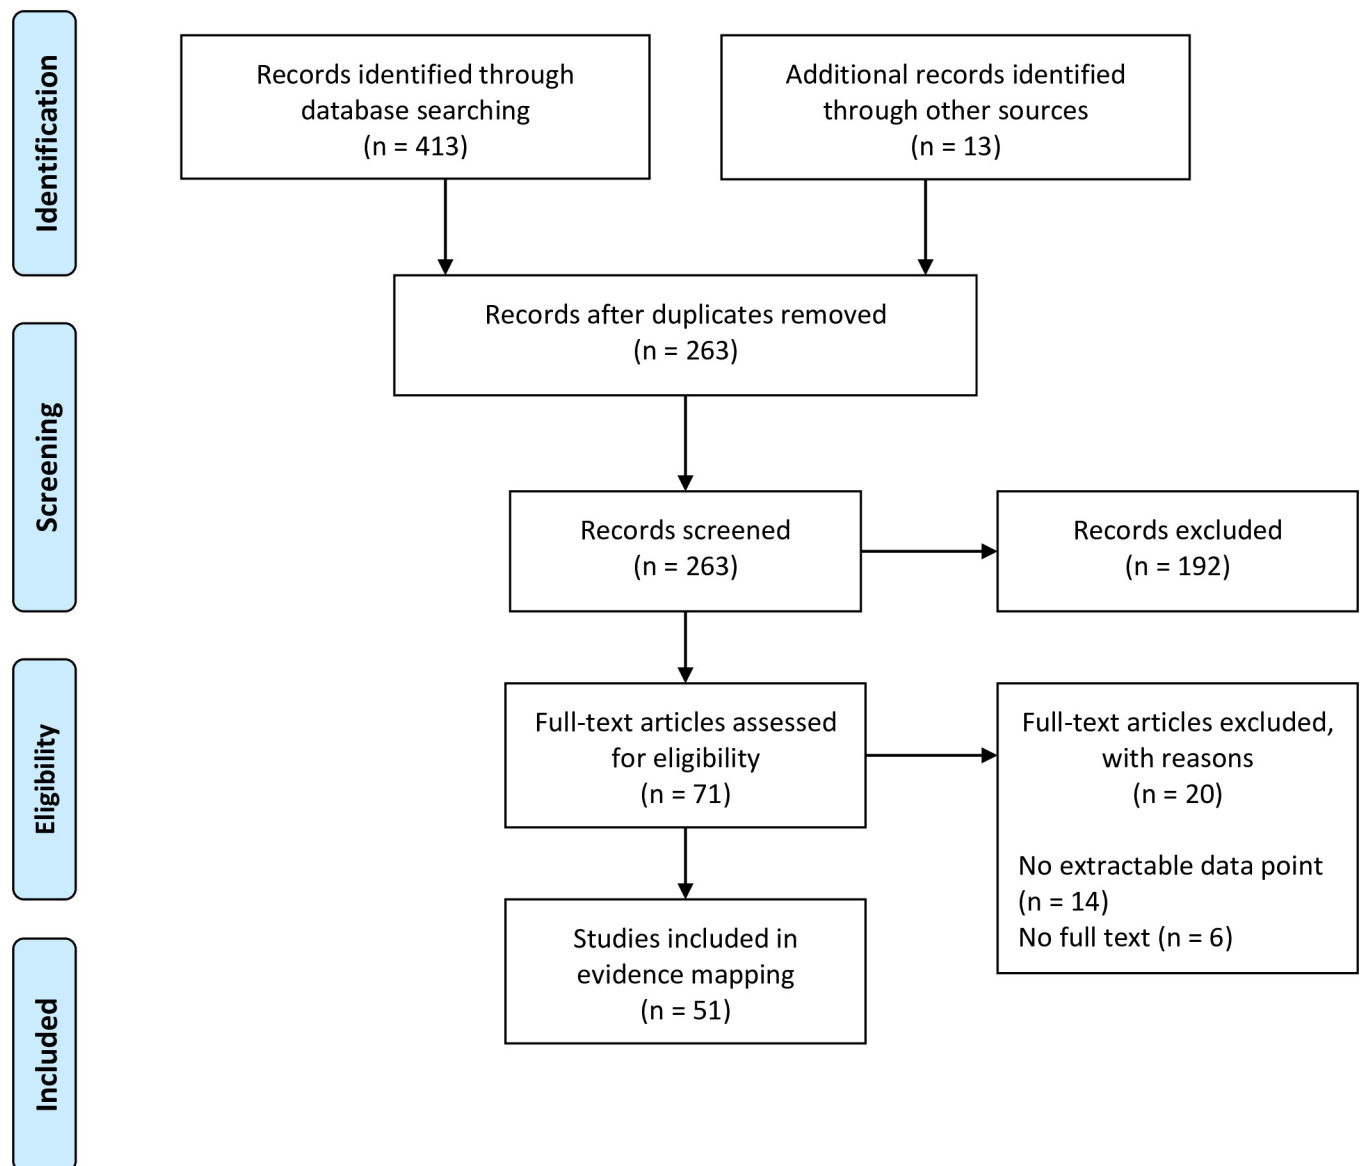 Identification
Records identified through
database searching
(n = 413)
Additional records identified
through other sources
(n = 13)
Records after duplicates removed
(n = 263)
Screening
Records screened
(n = 263)
Records excluded
(n = 192)
Eligibility
Full-text articles assessed
for eligibility
(n = 71)
Full-text articles excluded,
with reasons
(n = 20)
No extractable data point
(n = 14)
No full text (n = 6)
Included
Studies included in
evidence mapping
(n = 51)